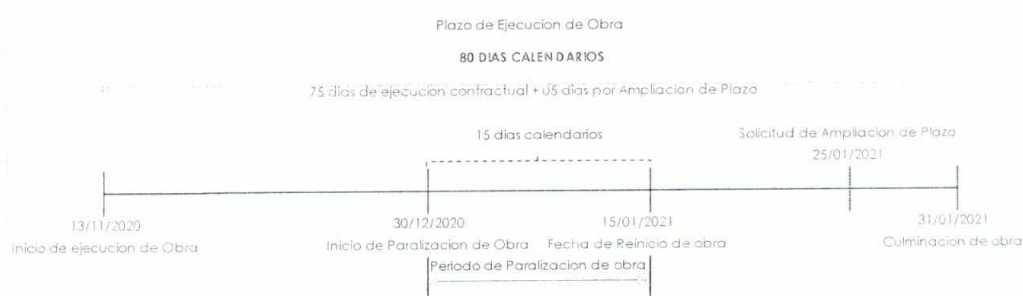 Plazo de Ejecucion de Obra
80 DIAS CALENDARIOS
75 dias de ejecucion contractual + 05 dias por Ampliacion de Plazo
15 dias calendarios
Solicitud de Ampliacion de Plazo
25/01/2021
13/11/2020
Inicio de ejecucion de Obra
30/12/2020
Inicio de Paralizacion de Obra
15/01/2021
Fecha de Reinicio de obra
31/01/2021
Culminacion de obra
Periodo de Paralizacion de obra